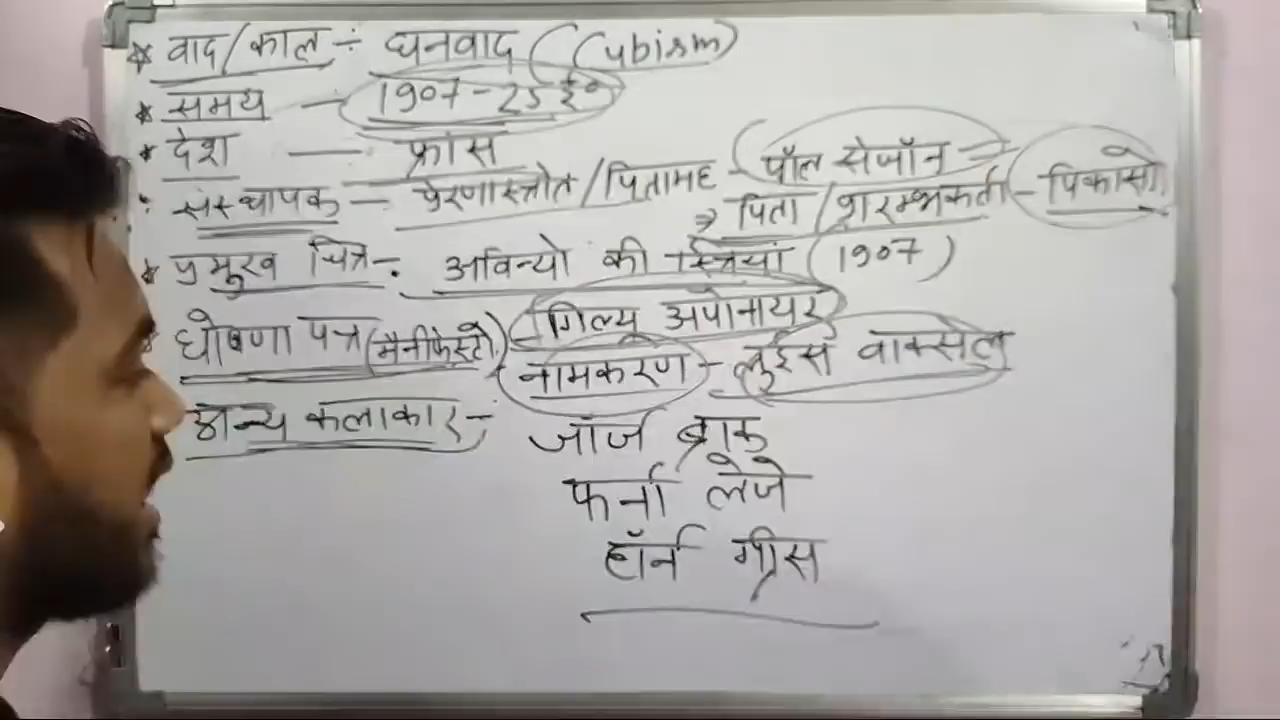 * वाद/काल ÷ घनवाद (Cubism)
* समय – 1907-25 ई०
* देश — फ्रांस
* संस्थापक — प्रेरणास्त्रोत/पितामह – पॉल सेजॉन
⇒ पिता/प्रारम्भकर्ता – पिकासो
* प्रमुख चित्र -: अविन्यो की स्त्रियां (1907)
* घोषणा पत्र (मैनीफेस्टो) – गिल्यू अपोनायर
नामकरण – लुईस वाक्सेल
अन्य कलाकार – जॉर्ज ब्राक
फर्ना लेजे
हॉर्न ग्रीस